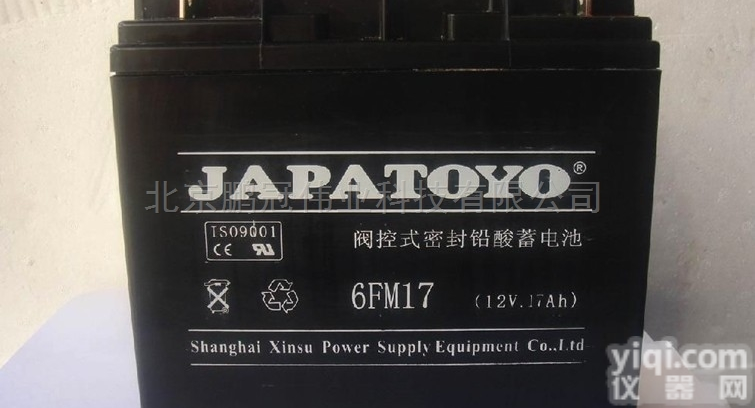 JAPATOYO®
北京鹏冠伟业科技有限公司
ISO9001
CE
阀控式密封铅酸蓄电池
6FM17 (12V.17Ah)
Pb
Shanghai Xinsu Power Supply Equipment Co.,Ltd
yiqi.com
仪器网